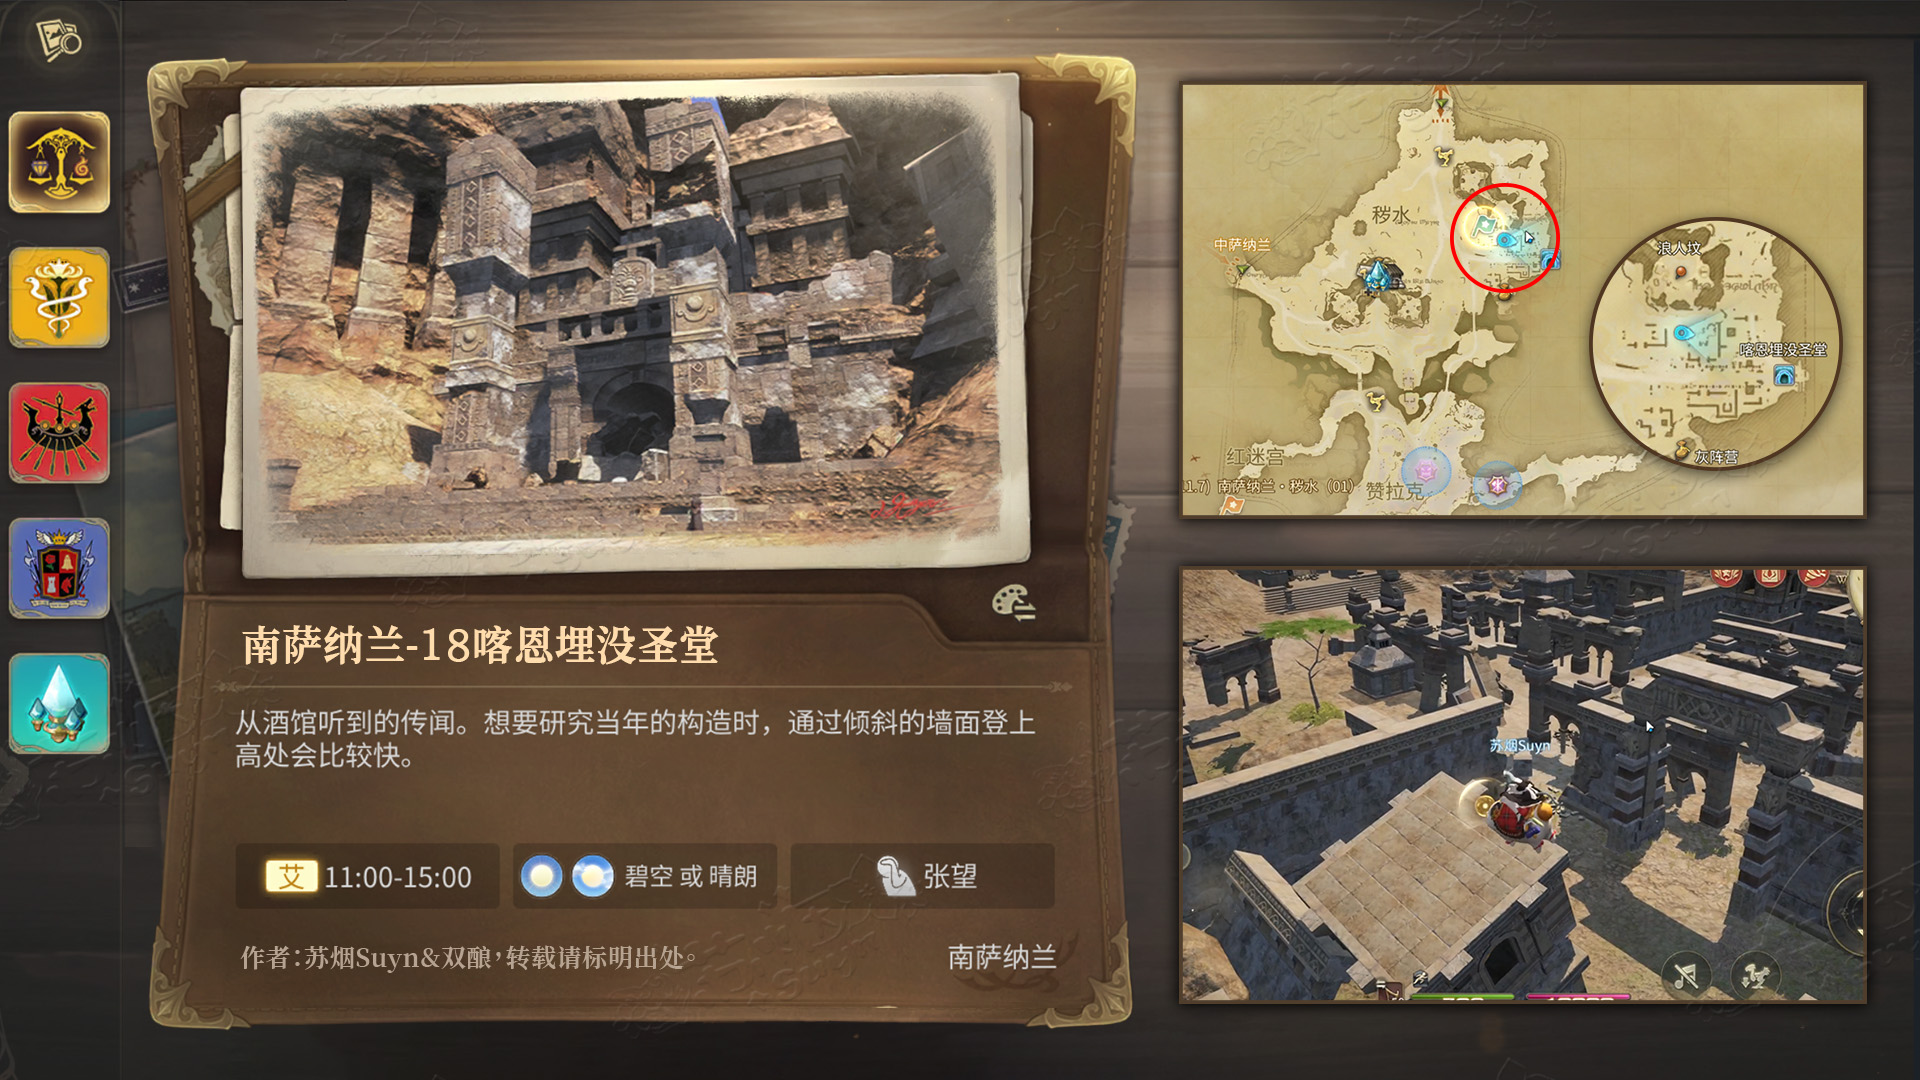 南萨纳兰-18喀恩埋没圣堂
从酒馆听到的传闻。想要研究当年的构造时，通过倾斜的墙面登上
高处会比较快。
艾 11:00-15:00
碧空 或 晴朗
张望
作者:苏烟Suyn&双酿,转载请标明出处。
南萨纳兰
秽水
中萨纳兰
红迷宫
1.7) 南萨纳兰・秽水 (01)
赞拉克
浪人坟
喀恩埋没圣堂
灰阵营
苏烟Suyn